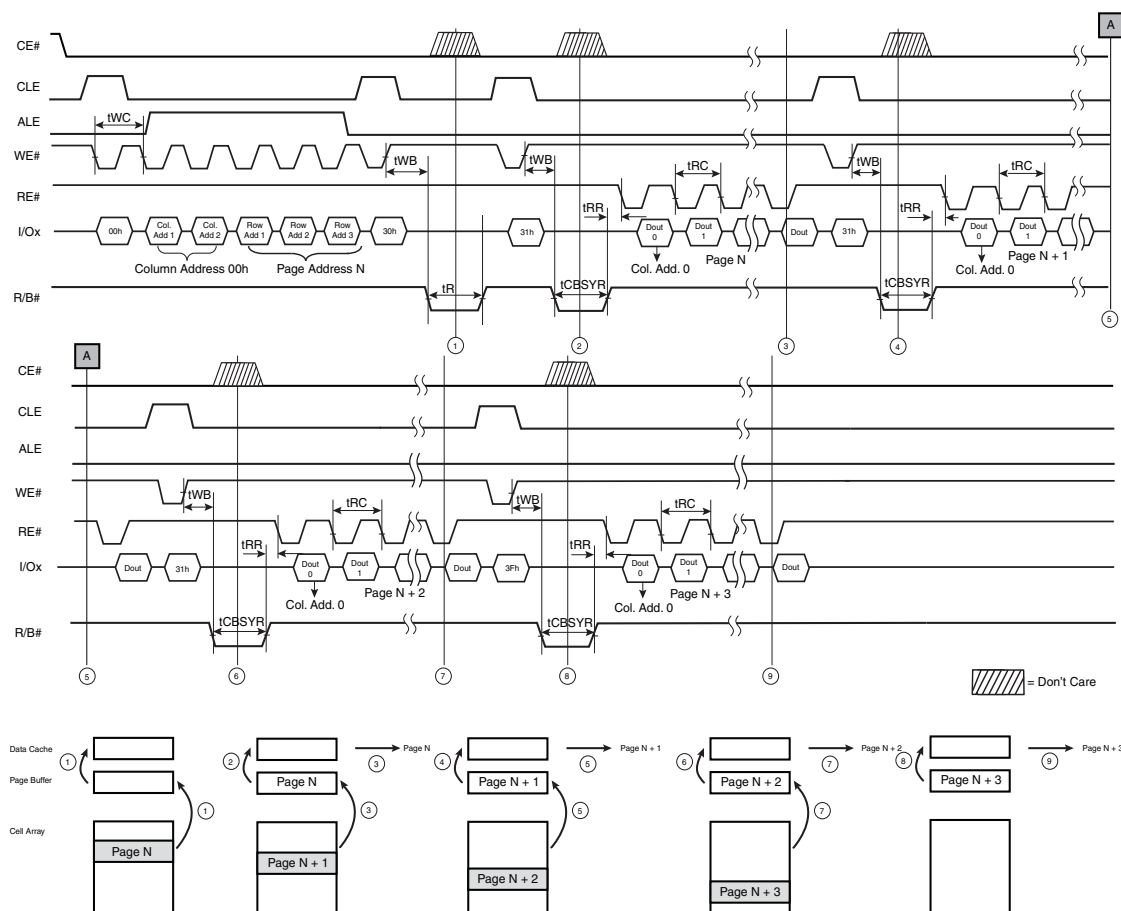 A
CE#
CLE
tWC
ALE
WE#
tWB
tWB
tWB
tRC
tRC
RE#
tRR
tRR
I/Ox
00h
Col. Add 1
Col. Add 2
Row Add 1
Row Add 2
Row Add 3
30h
31h
Dout 0
Dout 1
Dout
31h
Dout 0
Dout 1
Column Address 00h
Page Address N
Col. Add. 0
Page N
Col. Add. 0
Page N + 1
R/B#
tR
tCBSYR
tCBSYR
1
2
3
4
5
A
CE#
CLE
ALE
WE#
tWB
tWB
tRC
tRC
RE#
tRR
tRR
I/Ox
Dout
31h
Dout 0
Dout 1
Dout
3Fh
Dout 0
Dout 1
Dout
Col. Add. 0
Page N + 2
Col. Add. 0
Page N + 3
R/B#
tCBSYR
tCBSYR
5
6
7
8
9
= Don't Care
Data Cache
1
2
3
Page N
4
5
Page N + 1
6
7
Page N + 2
8
9
Page N + 3
Page Buffer
Page N
Page N + 1
Page N + 2
Page N + 3
1
3
5
7
Cell Array
Page N
Page N + 1
Page N + 2
Page N + 3